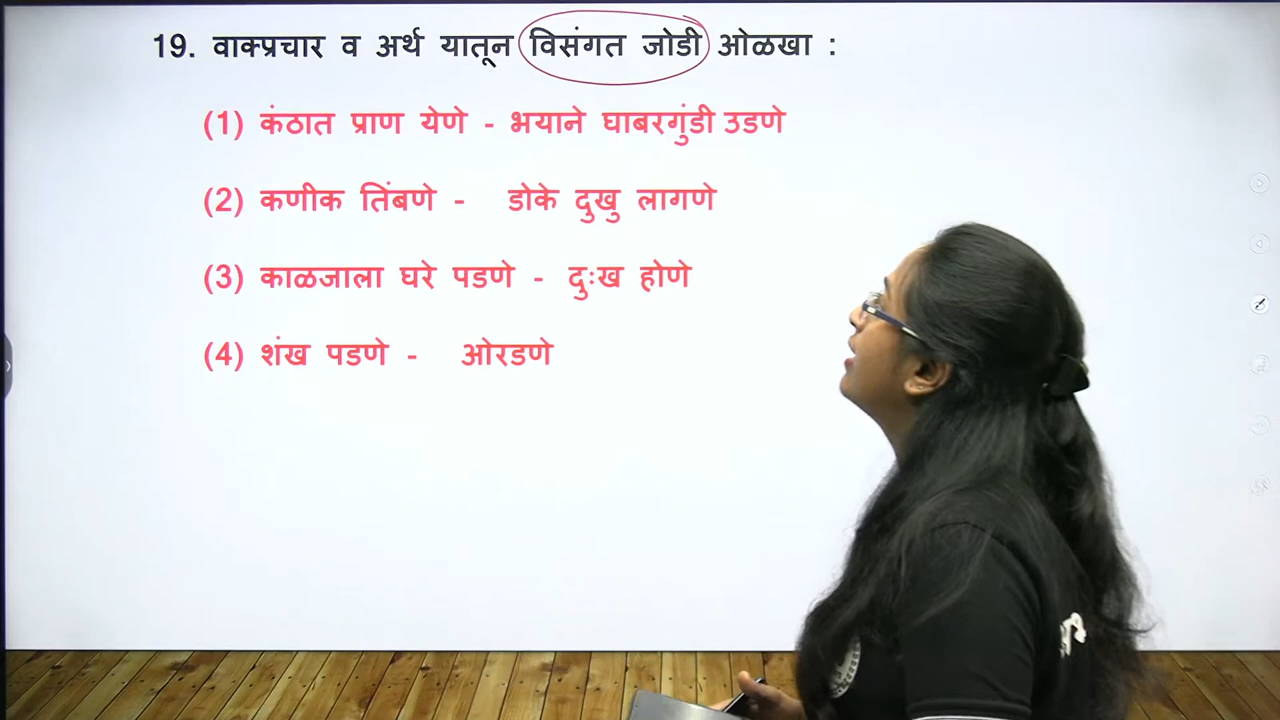 19. वाक्प्रचार व अर्थ यातून विसंगत जोडी ओळखा :
(1) कंठात प्राण येणे - भयाने घाबरगुंडी उडणे
(2) कणीक तिंबणे - डोके दुखु लागणे
(3) काळजाला घरे पडणे - दुःख होणे
(4) शंख पडणे - ओरडणे